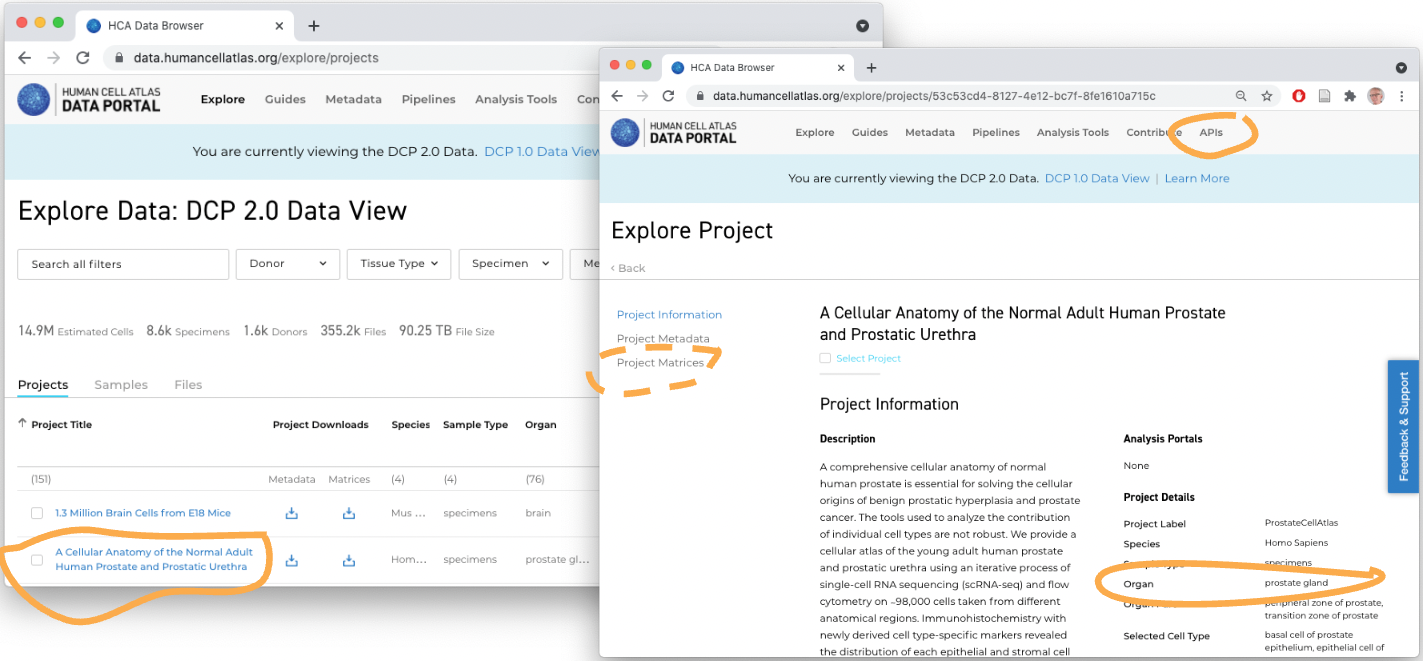 HCA Data Browser
data.humancellatlas.org/explore/projects
HUMAN CELL ATLAS
DATA PORTAL
Explore Guides Metadata Pipelines Analysis Tools Con
You are currently viewing the DCP 2.0 Data. DCP 1.0 Data View
Explore Data: DCP 2.0 Data View
Search all filters Donor Tissue Type Specimen Me
14.9M Estimated Cells 8.6k Specimens 1.6k Donors 355.2k Files 90.25 TB File Size
Projects Samples Files
Project Title Project Downloads Species Sample Type Organ
(151) Metadata Matrices (4) (4) (76)
1.3 Million Brain Cells from E18 Mice Mus ... specimens brain
A Cellular Anatomy of the Normal Adult
Human Prostate and Prostatic Urethra Hom... specimens prostate gl...
HCA Data Browser
data.humancellatlas.org/explore/projects/53c53cd4-8127-4e12-bc7f-8fe1610a715c
HUMAN CELL ATLAS
DATA PORTAL
Explore Guides Metadata Pipelines Analysis Tools Contribute APIs
You are currently viewing the DCP 2.0 Data. DCP 1.0 Data View | Learn More
Explore Project
‹ Back
Project Information
Project Metadata
Project Matrices
A Cellular Anatomy of the Normal Adult Human Prostate
and Prostatic Urethra
Select Project
Project Information
Description
A comprehensive cellular anatomy of normal
human prostate is essential for solving the cellular
origins of benign prostatic hyperplasia and prostate
cancer. The tools used to analyze the contribution
of individual cell types are not robust. We provide a
cellular atlas of the young adult human prostate
and prostatic urethra using an iterative process of
single-cell RNA sequencing (scRNA-seq) and flow
cytometry on ~98,000 cells taken from different
anatomical regions. Immunohistochemistry with
newly derived cell type-specific markers revealed
the distribution of each epithelial and stromal cell
Analysis Portals
None
Project Details
Project Label ProstateCellAtlas
Species Homo Sapiens
Sample Type specimens
Organ prostate gland
Organ peripheral zone of prostate,
transition zone of prostate
Selected Cell Type basal cell of prostate
epithelium, epithelial cell of
Feedback & Support